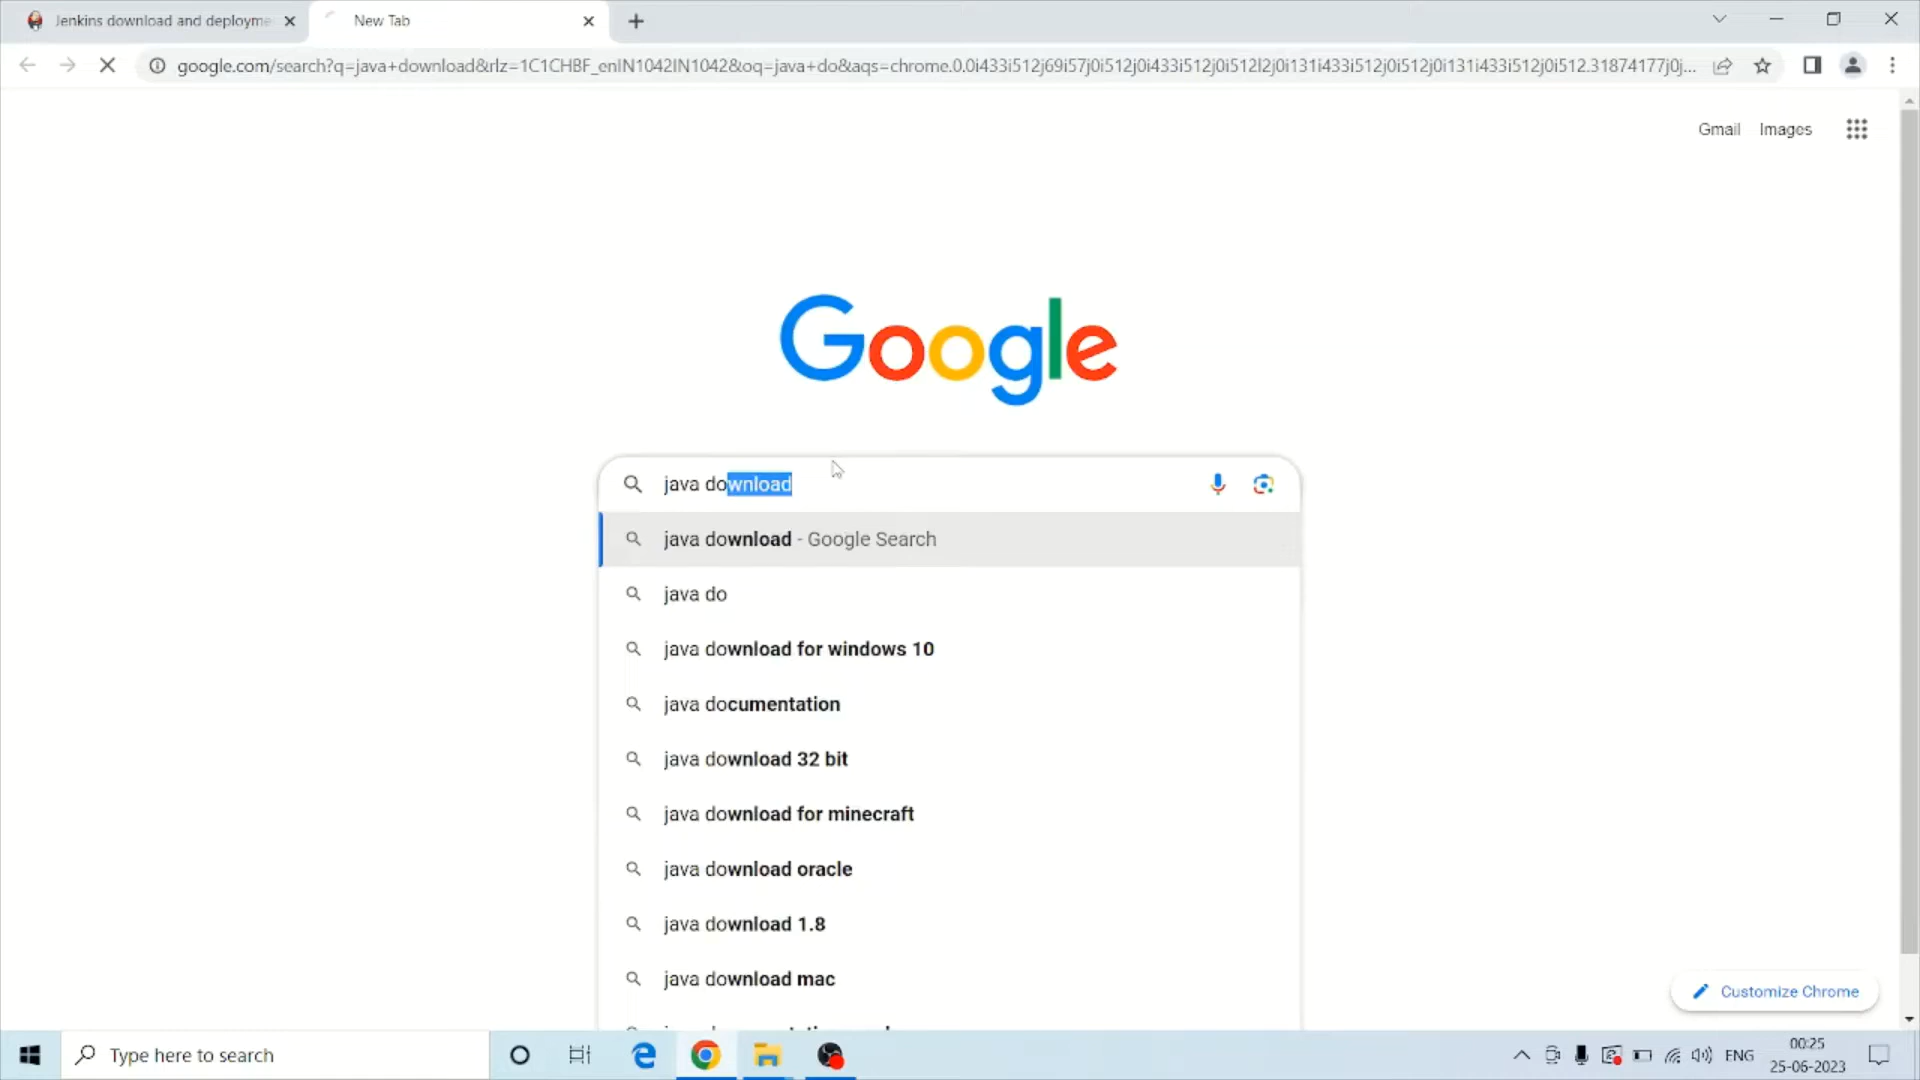 Jenkins download and deployme
New Tab
google.com/search?q=java+download&rlz=1C1CHBF_enIN1042IN1042&oq=java+do&aqs=chrome.0.0i433i512j69i57j0i512j0i433i512j0i512l2j0i131i433i512j0i512j0i131i433i512j0i512.31874177j0j...
Gmail Images
Google
java download
java download - Google Search
java do
java download for windows 10
java documentation
java download 32 bit
java download for minecraft
java download oracle
java download 1.8
java download mac
Customize Chrome
Type here to search
ENG
00:25
25-06-2023